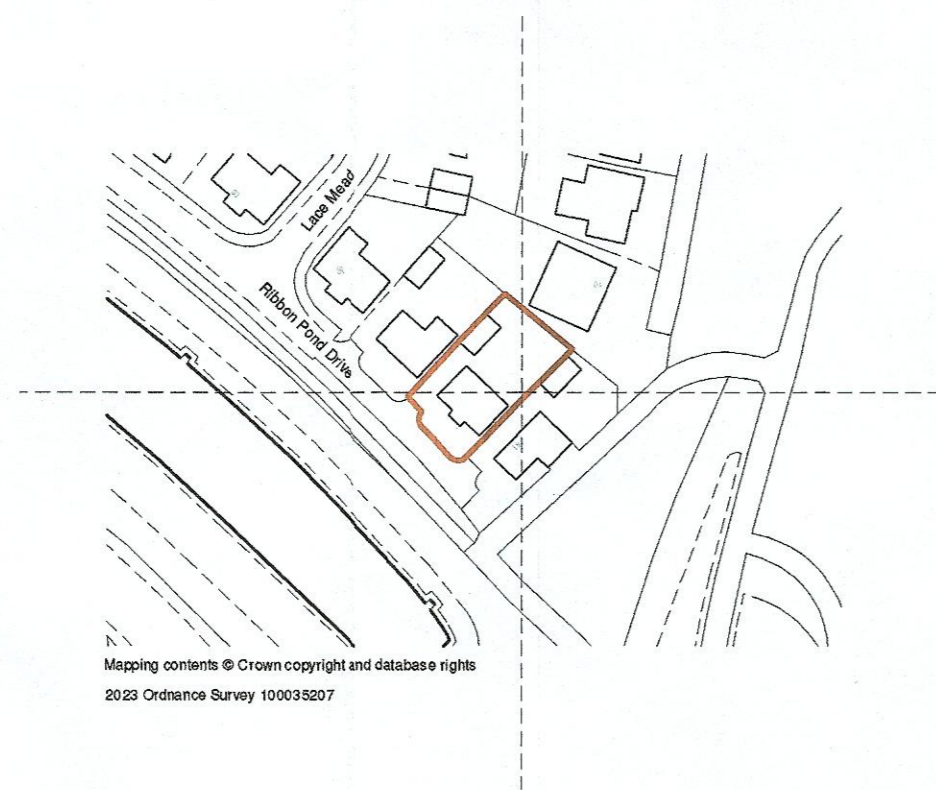 Lace Mead
Ribbon Pond Drive
Mapping contents © Crown copyright and database rights
2023 Ordnance Survey 100035207